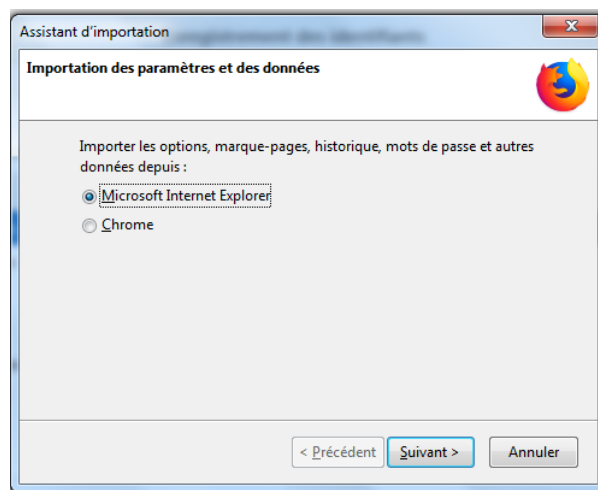 Assistant d'importation
Importation des paramètres et des données
Importer les options, marque-pages, historique, mots de passe et autres
données depuis :
Microsoft Internet Explorer
Chrome
< Précédent
Suivant >
Annuler